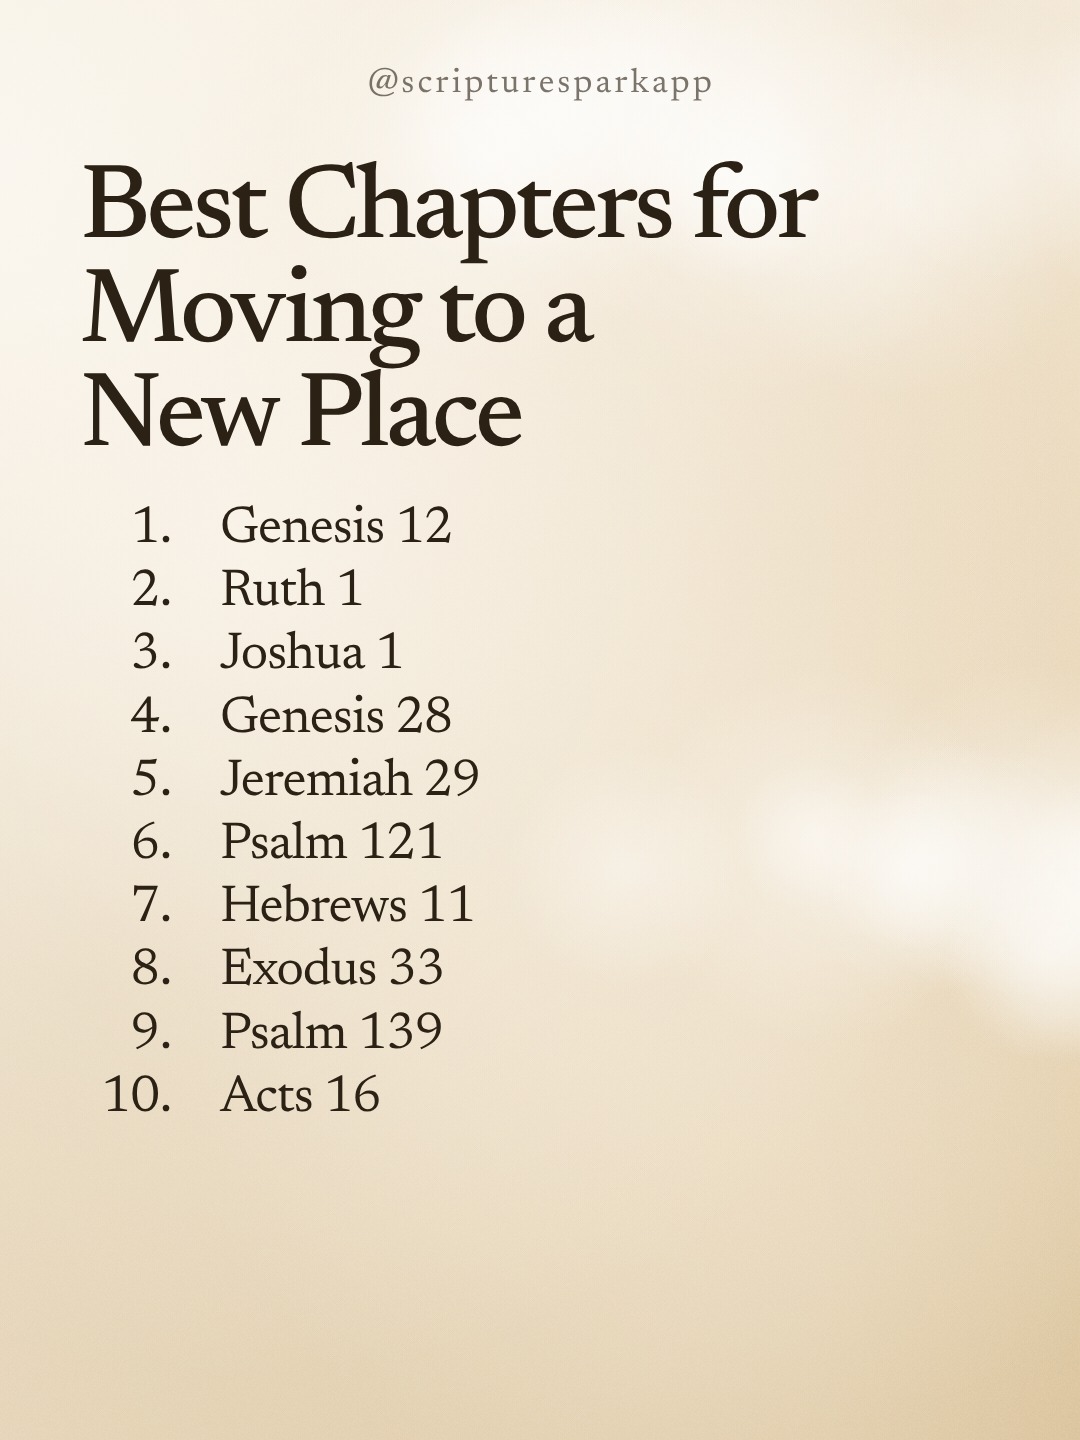 @scripturesparkapp
Best Chapters for
Moving to a
New Place
1. Genesis 12
2. Ruth 1
3. Joshua 1
4. Genesis 28
5. Jeremiah 29
6. Psalm 121
7. Hebrews 11
8. Exodus 33
9. Psalm 139
10. Acts 16